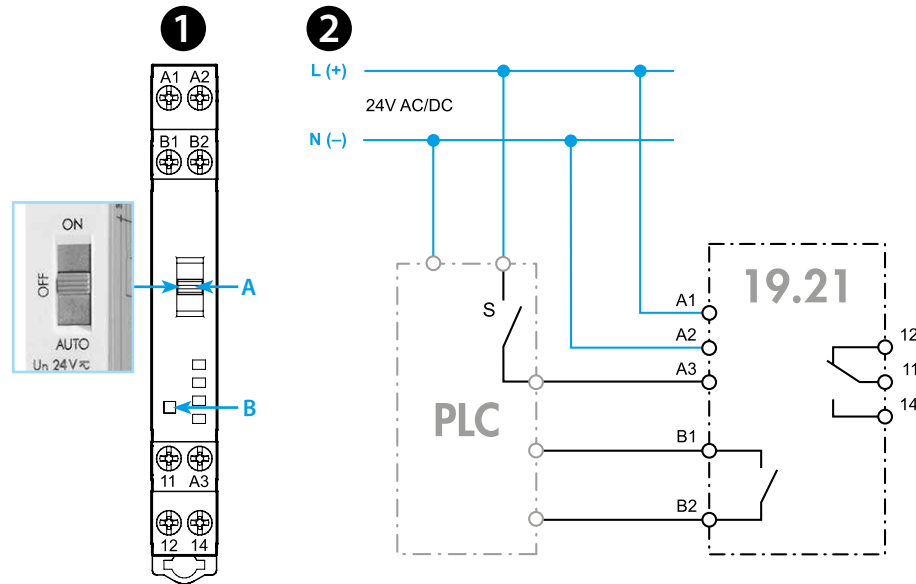 1
A1 A2
B1 B2
ON
OFF
AUTO
Un 24V
A
B
11 A3
12 14
2
L (+)
24V AC/DC
N (–)
S
PLC
19.21
A1
A2
A3
B1
B2
12
11
14